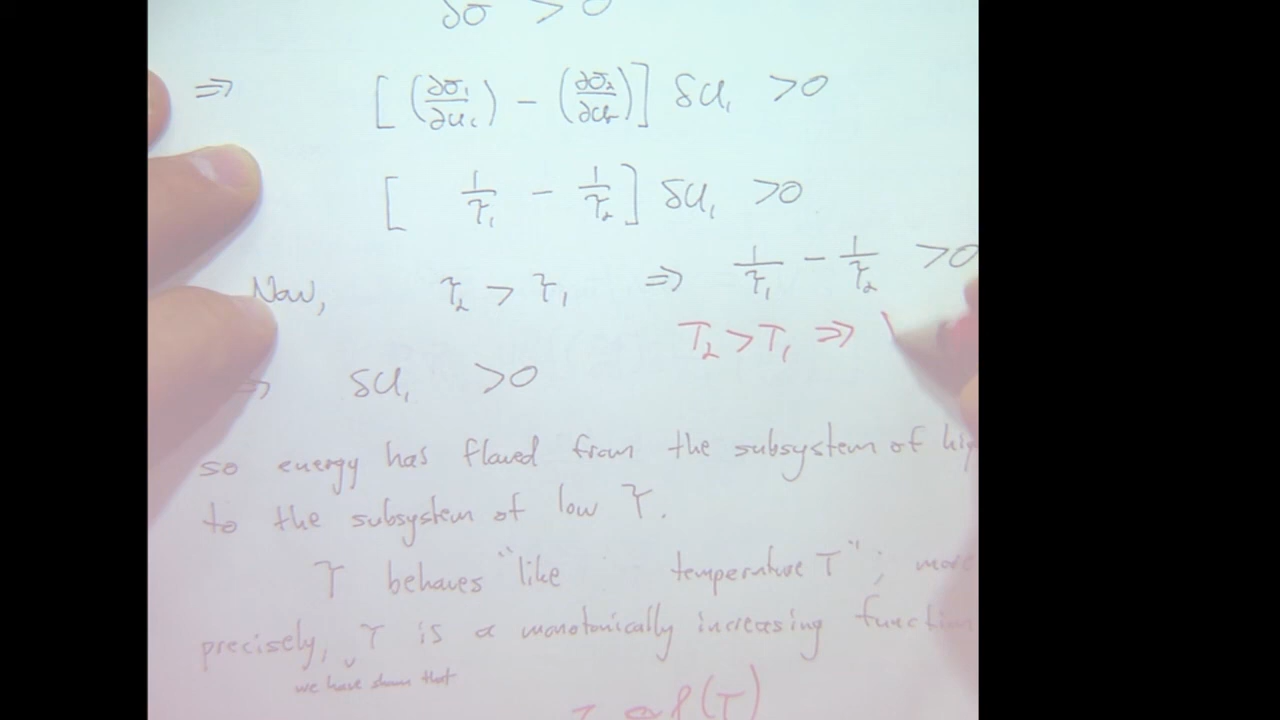 ∂σ > 0
⇒ [ (∂σ₁/∂U₁) − (∂σ₂/∂U₂) ] δU₁ > 0
[ 1/τ₁ − 1/τ₂ ] δU₁ > 0
Now, τ₂ > τ₁ ⇒ 1/τ₁ − 1/τ₂ > 0
T₂ > T₁ ⇒
⇒ δU₁ > 0
so energy has flowed from the subsystem of
to the subsystem of low τ.
τ behaves "like temperature T"; more
precisely, τ is a monotonically increasing function
we have shown that
f(T)